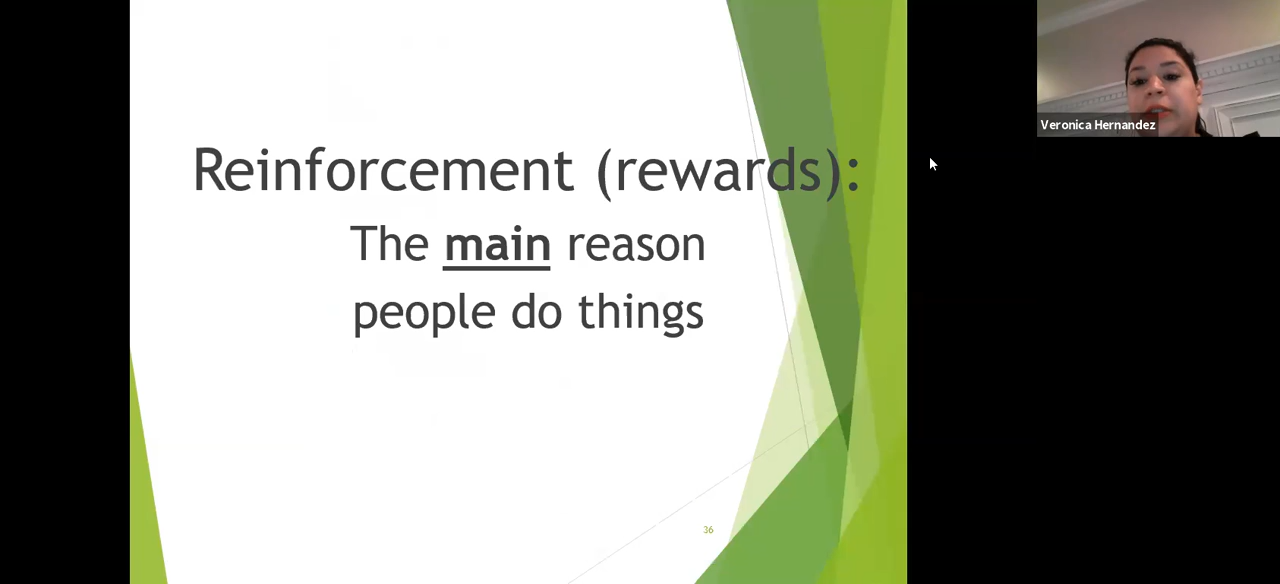 Reinforcement (rewards):
The main reason
people do things
36
Veronica Hernandez